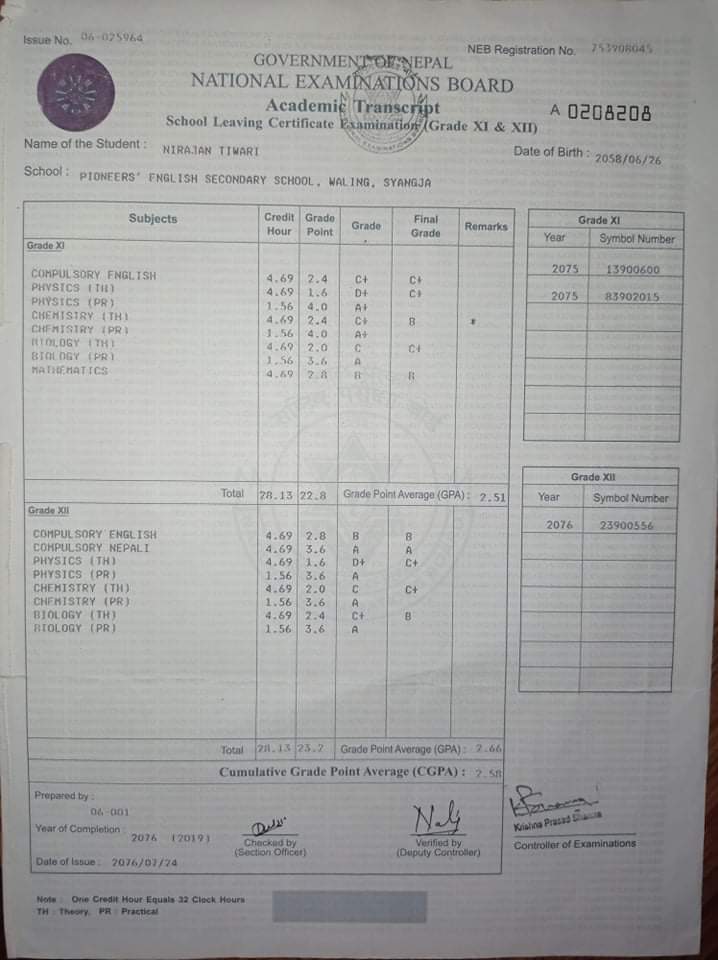 Issue No. 06-025964
NEB Registration No. 753908045
GOVERNMENT OF NEPAL
NATIONAL EXAMINATIONS BOARD
Academic Transcript
A 0208208
School Leaving Certificate Examination (Grade XI & XII)
Name of the Student : NIRAJAN TIWARI
Date of Birth : 2058/06/26
School : PIONEERS' ENGLISH SECONDARY SCHOOL, WALING, SYANGJA
Subjects Credit Hour Grade Point Grade Final Grade Remarks
Grade XI
COMPULSORY ENGLISH 4.69 2.4 C+ C+
PHYSICS (TH) 4.69 1.6 D+ C+
PHYSICS (PR) 1.56 4.0 A+
CHEMISTRY (TH) 4.69 2.4 C+ B *
CHEMISTRY (PR) 1.56 4.0 A+
BIOLOGY (TH) 4.69 2.0 C C+
BIOLOGY (PR) 1.56 3.6 A
MATHEMATICS 4.69 2.8 B B
Total 28.13 22.8 Grade Point Average (GPA) : 2.51
Grade XI
Year Symbol Number
2075 13900600
2075 83902015
Grade XII
COMPULSORY ENGLISH 4.69 2.8 B B
COMPULSORY NEPALI 4.69 3.6 A A
PHYSICS (TH) 4.69 1.6 D+ C+
PHYSICS (PR) 1.56 3.6 A
CHEMISTRY (TH) 4.69 2.0 C C+
CHEMISTRY (PR) 1.56 3.6 A
BIOLOGY (TH) 4.69 2.4 C+ B
BIOLOGY (PR) 1.56 3.6 A
Total 28.13 23.2 Grade Point Average (GPA) : 2.66
Cumulative Grade Point Average (CGPA) : 2.58
Grade XII
Year Symbol Number
2076 23900556
Prepared by :
06-001
Year of Completion : 2076 (2019)
Date of Issue : 2076/07/24
Checked by
(Section Officer)
Verified by
(Deputy Controller)
Krishna Prasad Sharma
Controller of Examinations
Note : One Credit Hour Equals 32 Clock Hours
TH : Theory, PR : Practical